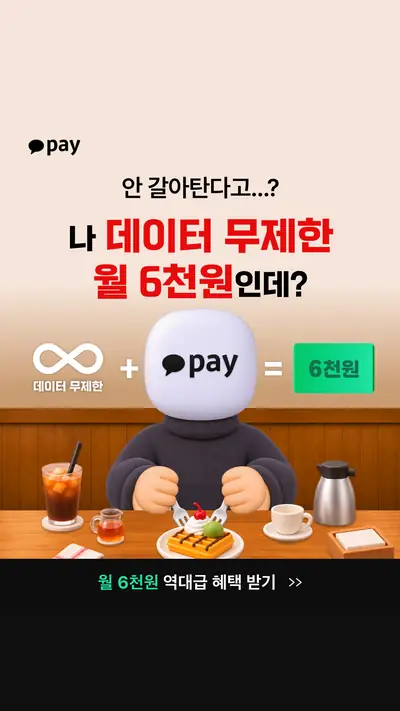 pay
안 갈아탄다고...?
나 데이터 무제한
월 6천원인데?
데이터 무제한
+
pay
=
6천원
월 6천원 역대급 혜택 받기 >>